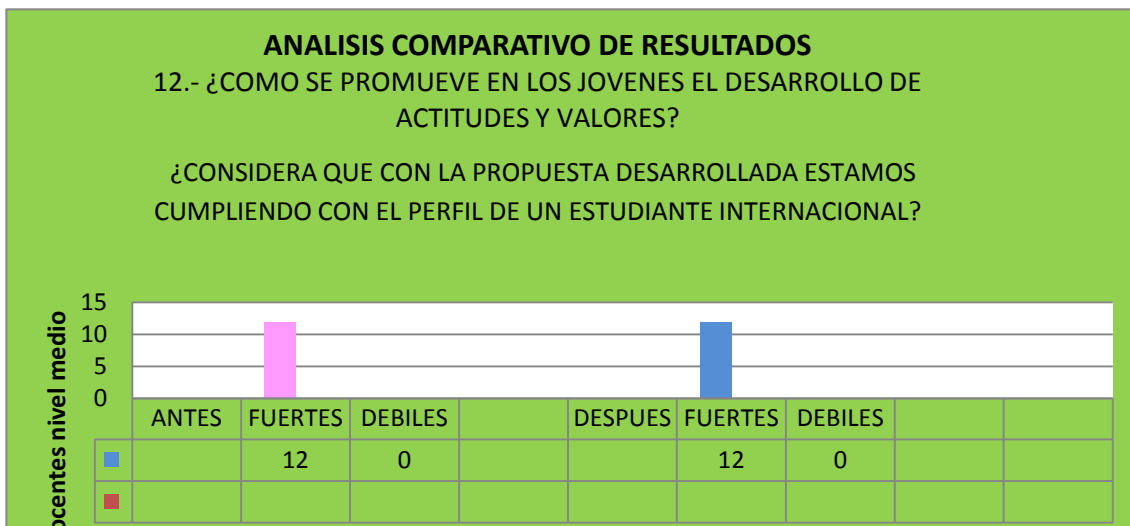 ANALISIS COMPARATIVO DE RESULTADOS
12.- ¿COMO SE PROMUEVE EN LOS JOVENES EL DESARROLLO DE
ACTITUDES Y VALORES?
¿CONSIDERA QUE CON LA PROPUESTA DESARROLLADA ESTAMOS
CUMPLIENDO CON EL PERFIL DE UN ESTUDIANTE INTERNACIONAL?
nivel medio
15
10
5
0
ANTES FUERTES DEBILES DESPUES FUERTES DEBILES
12 0 12 0